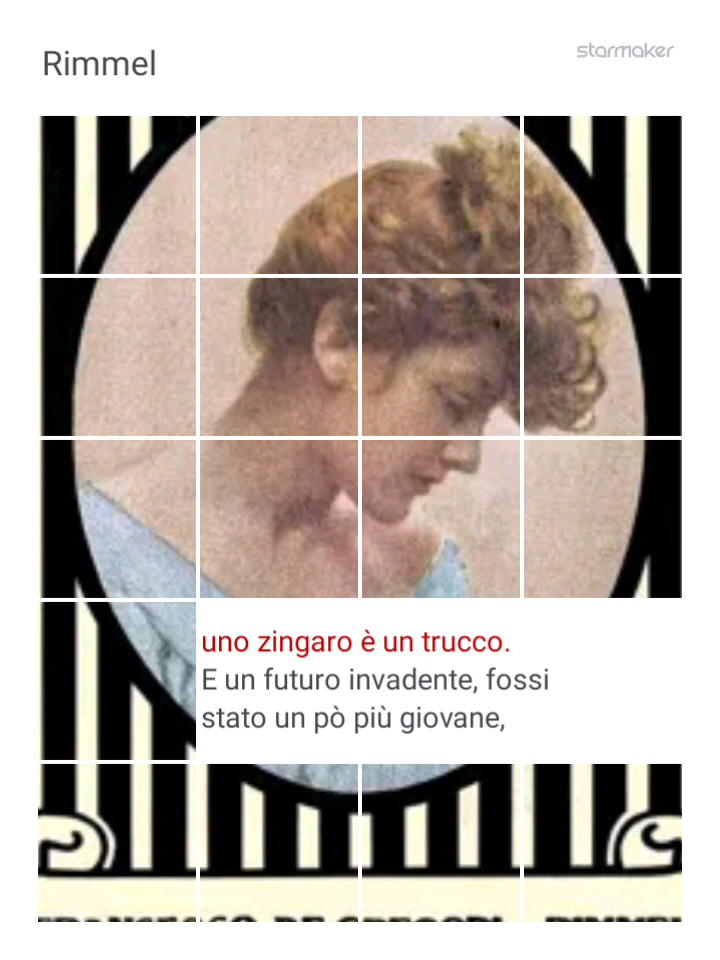 Rimmel
starmaker
uno zingaro è un trucco.
E un futuro invadente, fossi
stato un pò più giovane,